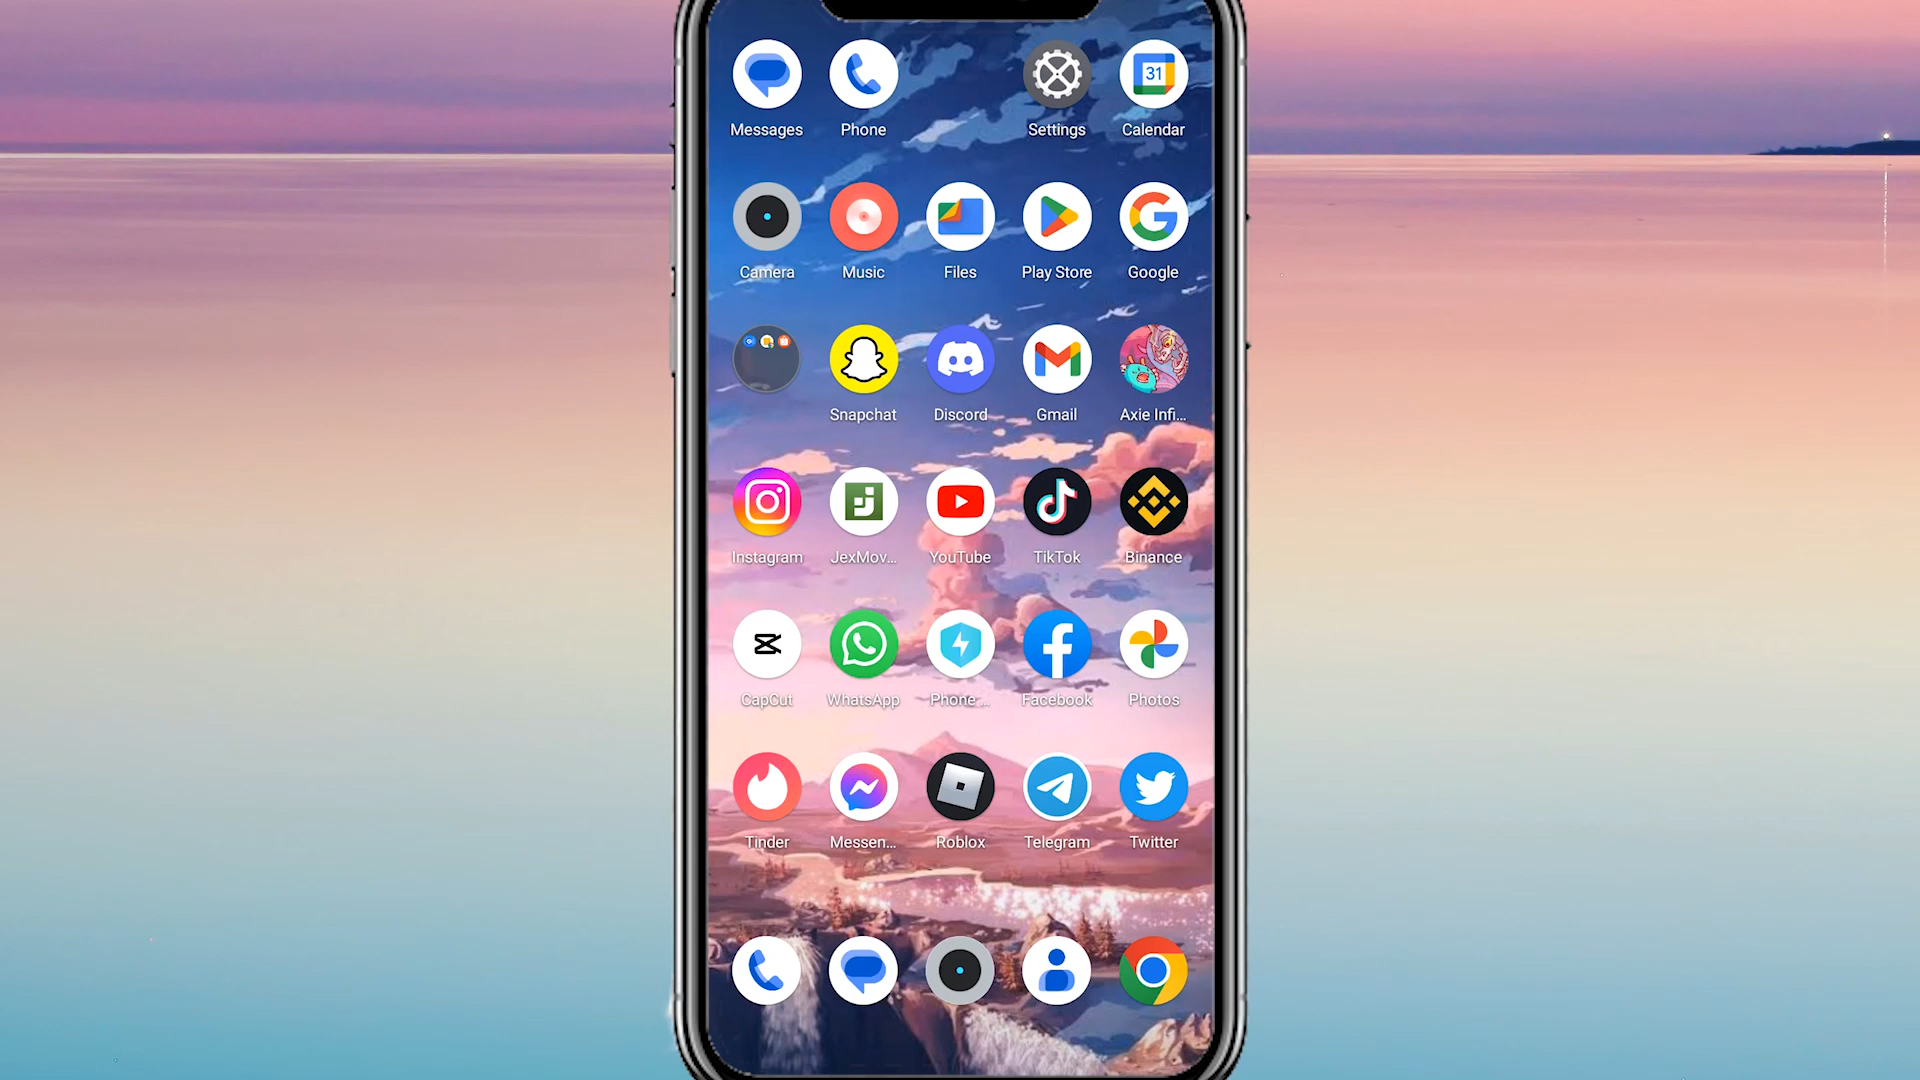 Messages Phone Settings Calendar
31
Camera Music Files Play Store Google
Snapchat Discord Gmail Axie Infi...
Instagram JexMov... YouTube TikTok Binance
CapCut WhatsApp Phone ... Facebook Photos
Tinder Messen... Roblox Telegram Twitter